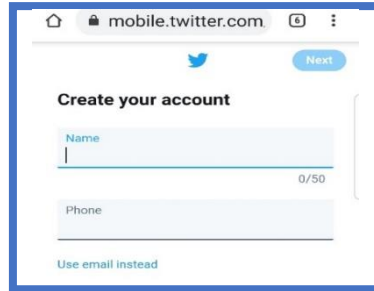 mobile.twitter.com 6
Next
Create your account
Name
0/50
Phone
Use email instead